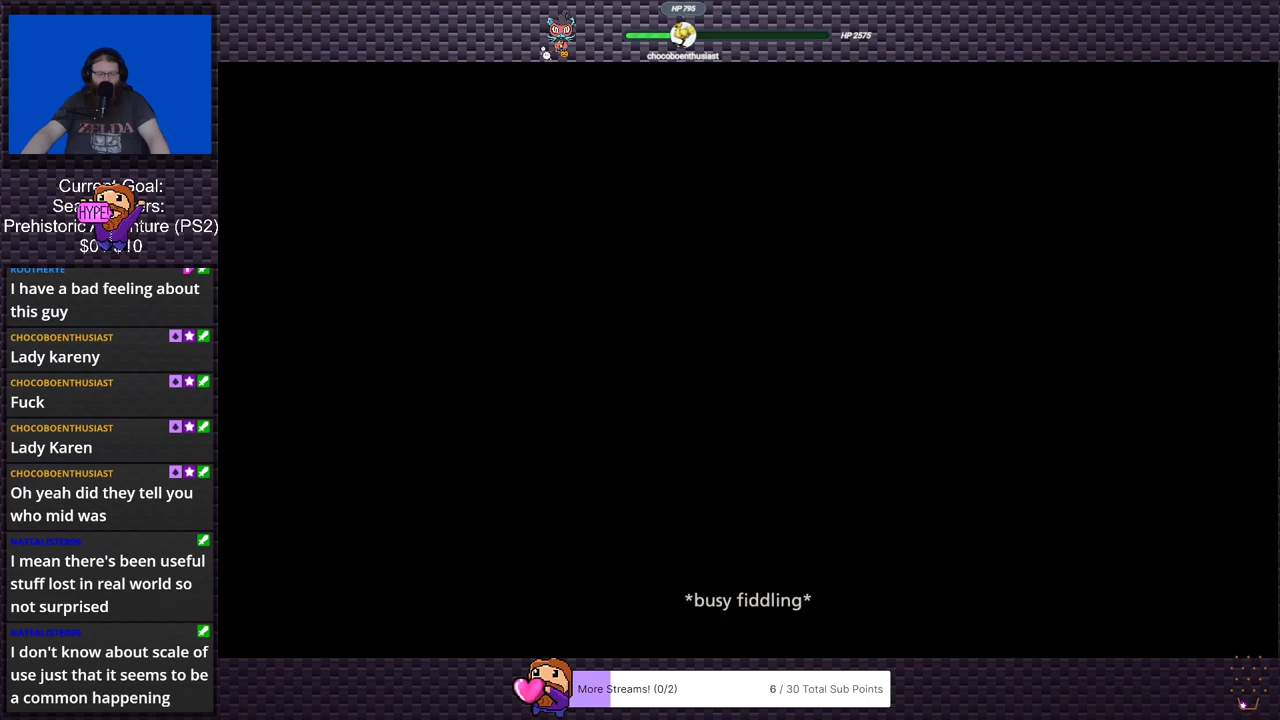 HP 795
HP 2575
chocoboenthusiast
ZELDA
Current Goal:
HYPE!
Prehistoric
(PS2)
ROOTHERYE
I have a bad feeling about
this guy
CHOCOBOENTHUSIAST
Lady kareny
CHOCOBOENTHUSIAST
Fuck
CHOCOBOENTHUSIAST
Lady Karen
CHOCOBOENTHUSIAST
Oh yeah did they tell you
who mid was
I mean there's been useful
stuff lost in real world so
not surprised
I don't know about scale of
use just that it seems to be
a common happening
*busy fiddling*
More Streams! (0/2)
6 / 30 Total Sub Points